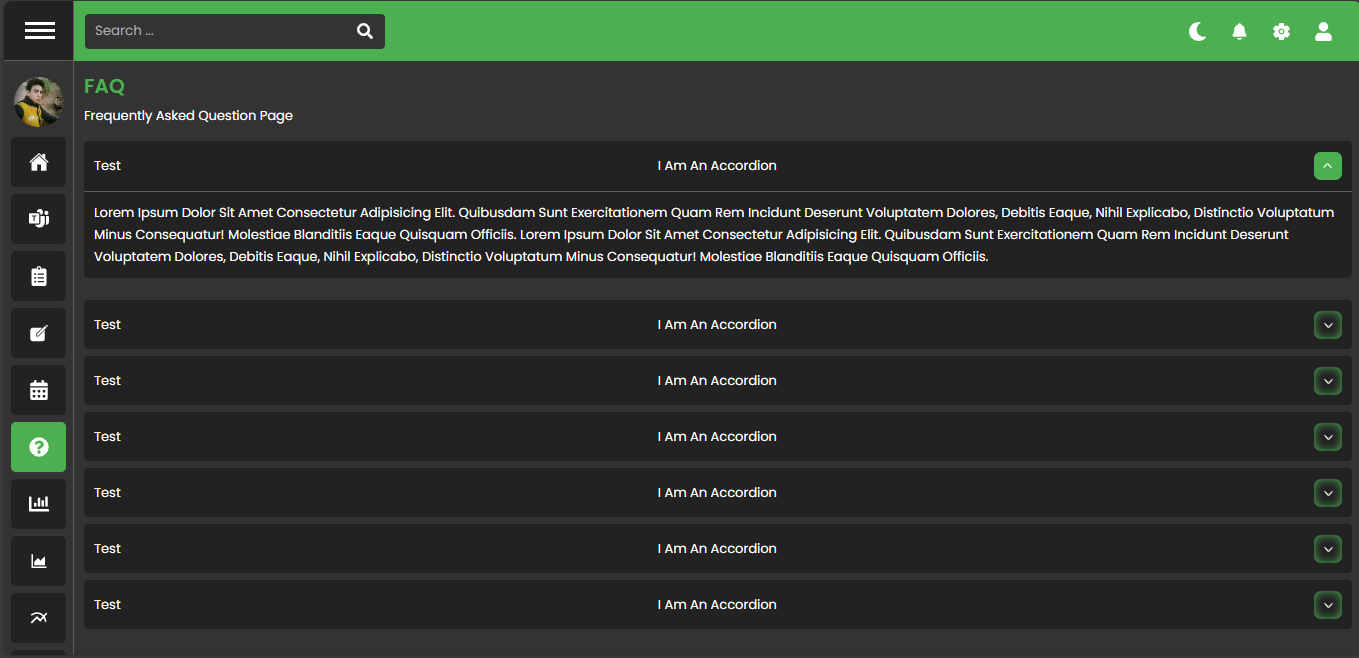 Search ...
FAQ
Frequently Asked Question Page
Test I Am An Accordion
Lorem Ipsum Dolor Sit Amet Consectetur Adipisicing Elit. Quibusdam Sunt Exercitationem Quam Rem Incidunt Deserunt Voluptatem Dolores, Debitis Eaque, Nihil Explicabo, Distinctio Voluptatum
Minus Consequatur! Molestiae Blanditiis Eaque Quisquam Officiis. Lorem Ipsum Dolor Sit Amet Consectetur Adipisicing Elit. Quibusdam Sunt Exercitationem Quam Rem Incidunt Deserunt
Voluptatem Dolores, Debitis Eaque, Nihil Explicabo, Distinctio Voluptatum Minus Consequatur! Molestiae Blanditiis Eaque Quisquam Officiis.
Test I Am An Accordion
Test I Am An Accordion
Test I Am An Accordion
Test I Am An Accordion
Test I Am An Accordion
Test I Am An Accordion